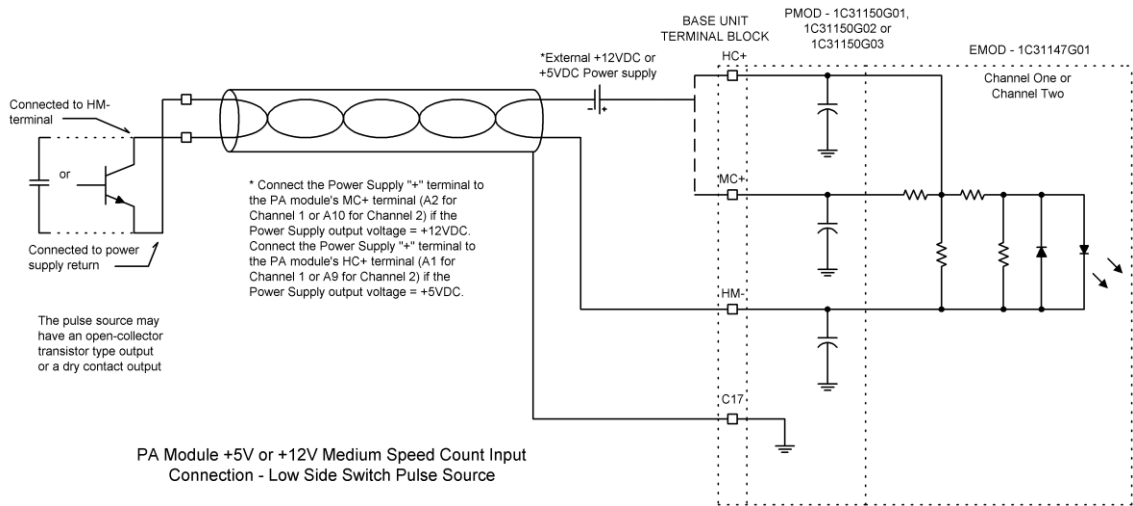 BASE UNIT
TERMINAL BLOCK
PMOD - 1C31150G01,
1C31150G02 or
1C31150G03
EMOD - 1C31147G01
*External +12VDC or
+5VDC Power supply
HC+
Channel One or
Channel Two
- +
Connected to HM-
terminal
or
Connected to power
supply return
MC+
* Connect the Power Supply "+" terminal to
the PA module's MC+ terminal (A2 for
Channel 1 or A10 for Channel 2) if the
Power Supply output voltage = +12VDC.
Connect the Power Supply "+" terminal to
the PA module's HC+ terminal (A1 for
Channel 1 or A9 for Channel 2) if the
Power Supply output voltage = +5VDC.
HM-
The pulse source may
have an open-collector
transistor type output
or a dry contact output
C17
PA Module +5V or +12V Medium Speed Count Input
Connection - Low Side Switch Pulse Source